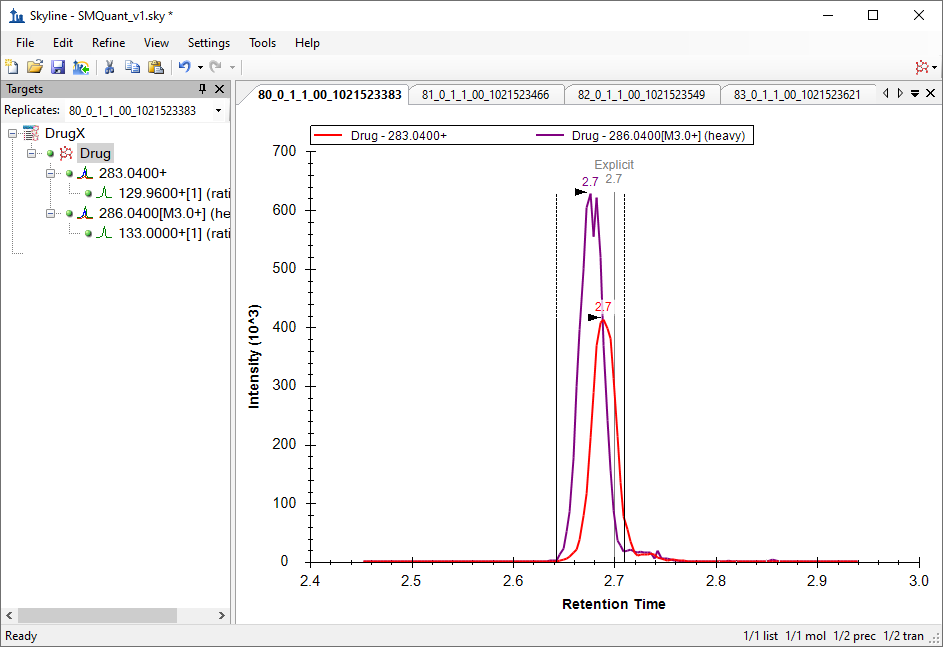 Skyline - SMQuant_v1.sky *
File Edit Refine View Settings Tools Help
Targets
Replicates: 80_0_1_1_00_1021523383
DrugX
Drug
283.0400+
129.9600+[1] (rati
286.0400[M3.0+] (he
133.0000+[1] (rati
80_0_1_1_00_1021523383 81_0_1_1_00_1021523466 82_0_1_1_00_1021523549 83_0_1_1_00_1021523621
Drug - 283.0400+ Drug - 286.0400[M3.0+] (heavy)
Explicit
2.7
2.7
2.7
700
600
500
400
300
200
100
0
Intensity (10^3)
2.4 2.5 2.6 2.7 2.8 2.9 3.0
Retention Time
Ready 1/1 list 1/1 mol 1/2 prec 1/2 tran